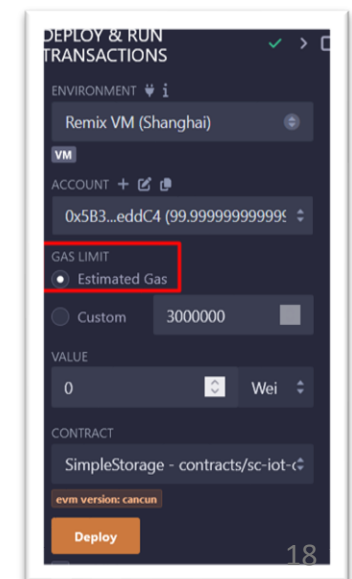 DEPLOY & RUN
TRANSACTIONS
ENVIRONMENT
Remix VM (Shanghai)
VM
ACCOUNT
0x5B3...eddC4 (99.999999999999
GAS LIMIT
Estimated Gas
Custom 3000000
VALUE
0 Wei
CONTRACT
SimpleStorage - contracts/sc-iot-
evm version: cancun
Deploy
18